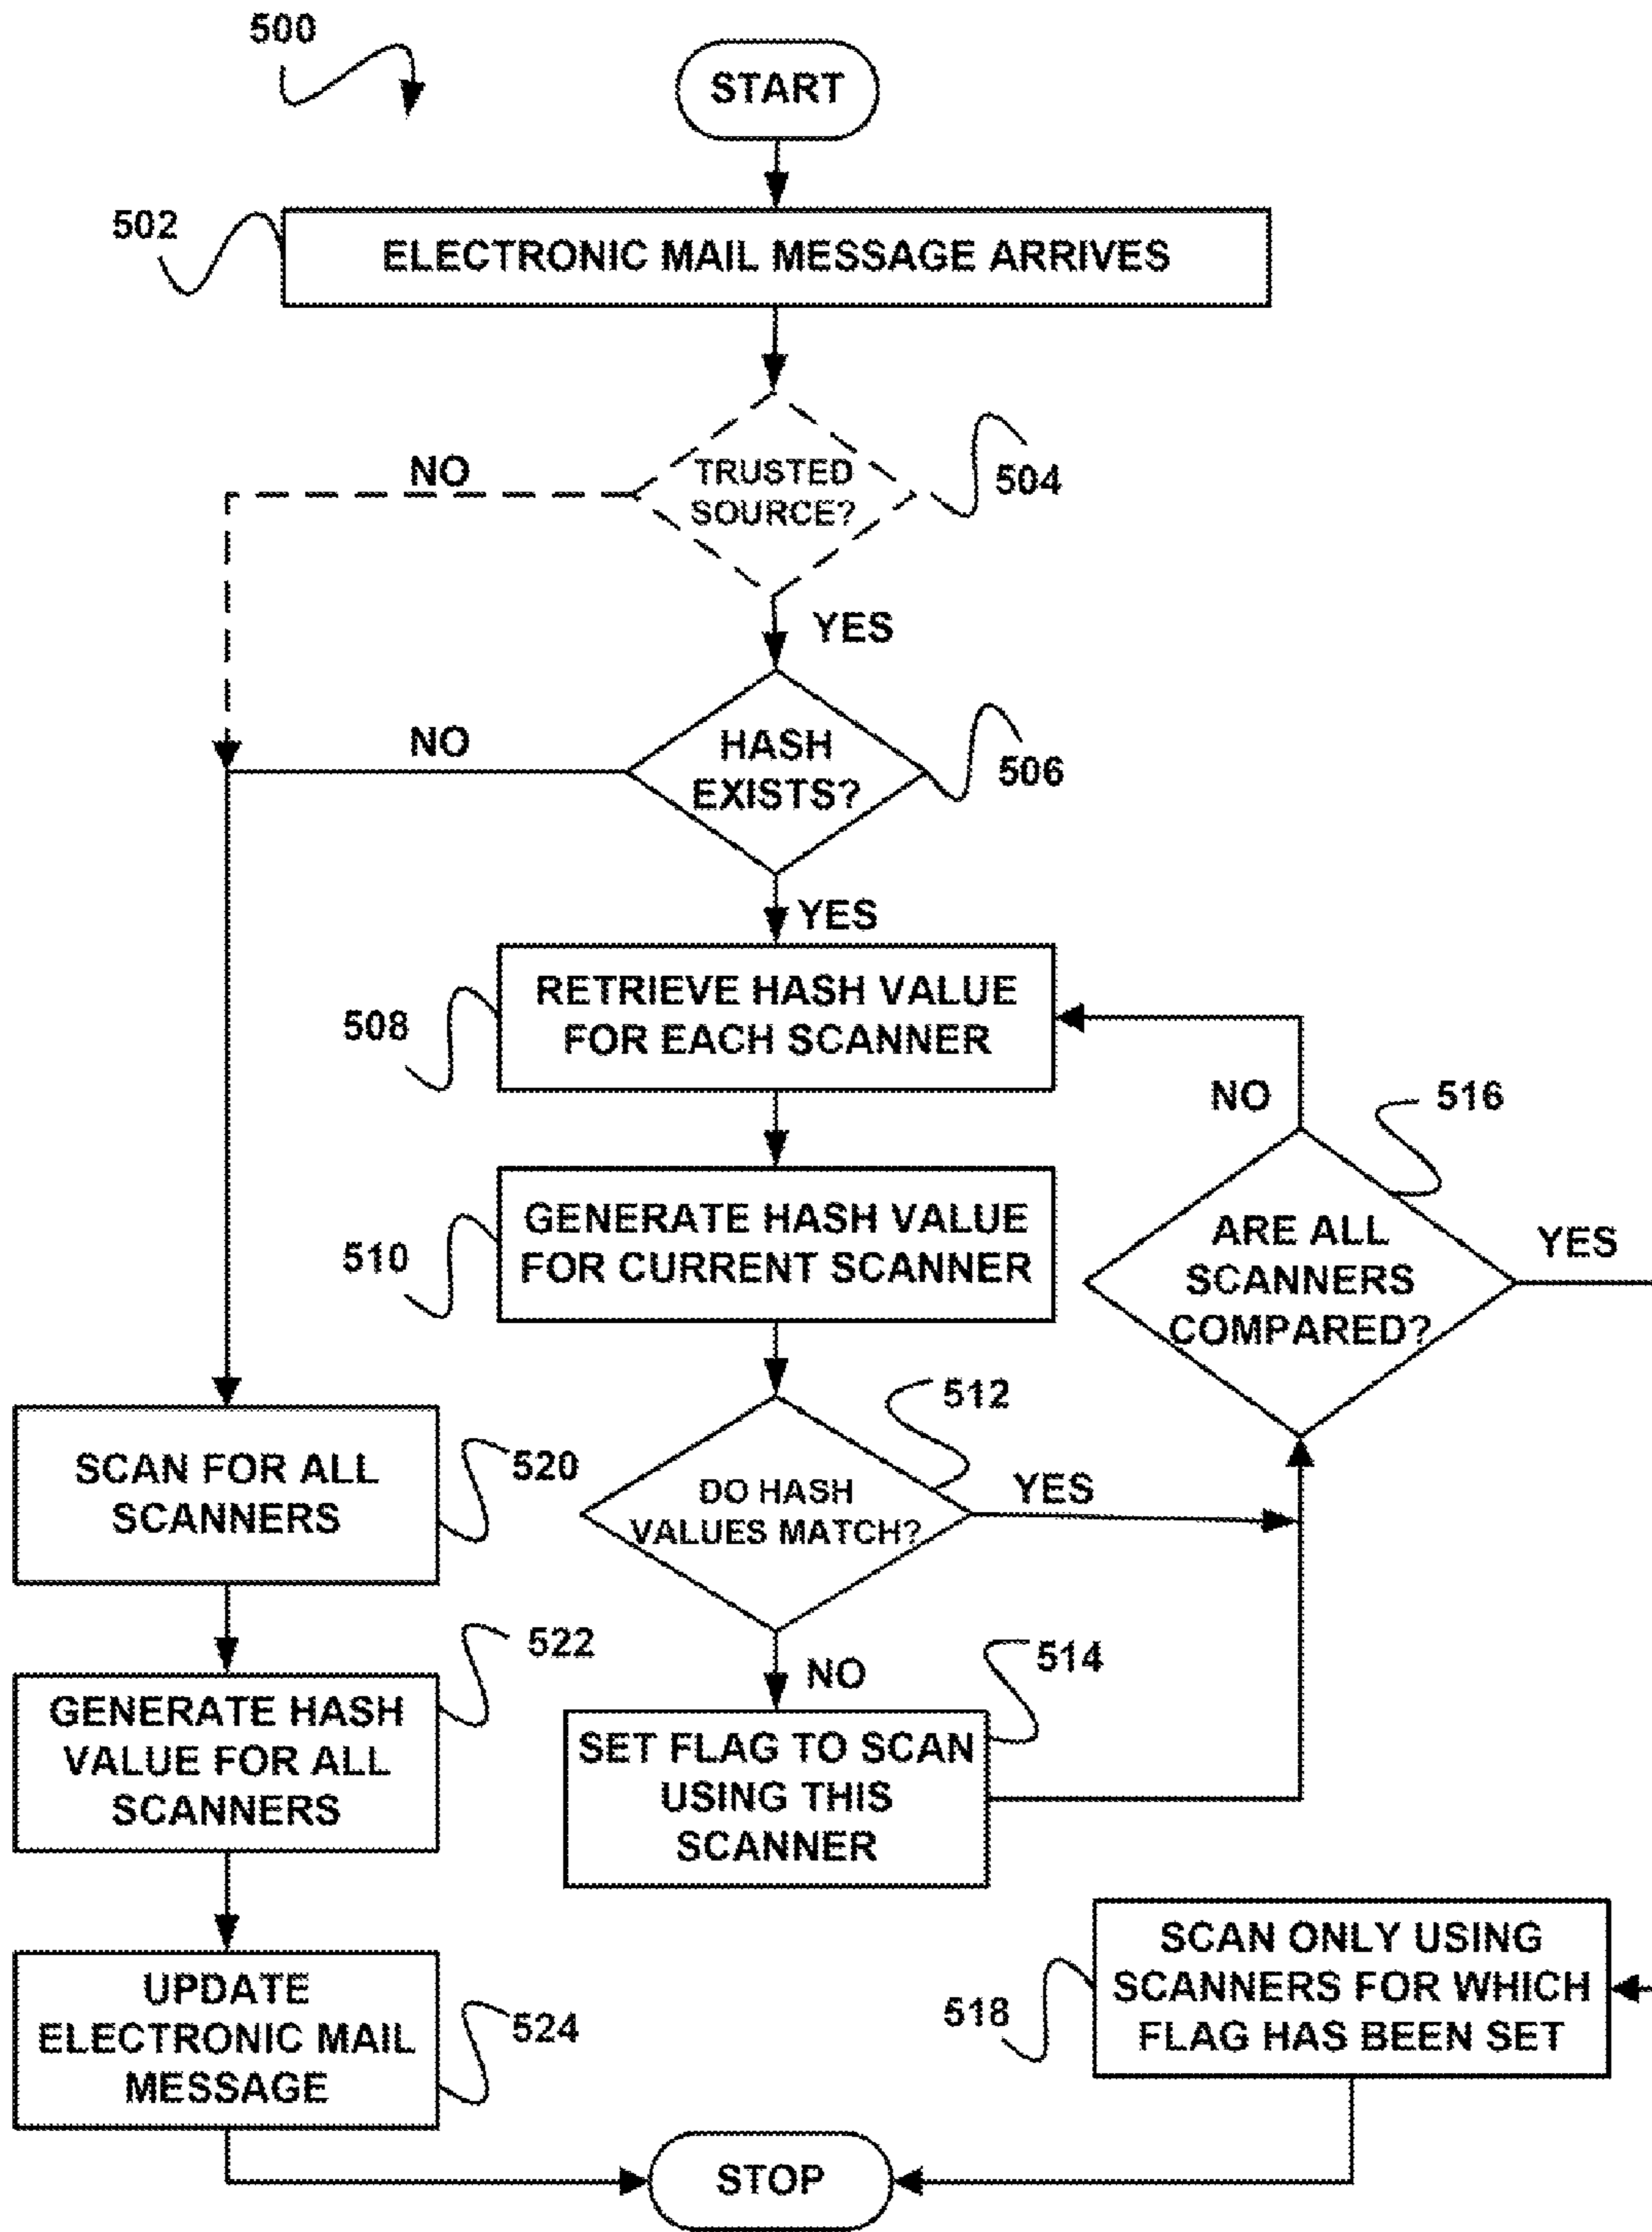 500
START
502
ELECTRONIC MAIL MESSAGE ARRIVES
NO
TRUSTED
SOURCE?
504
YES
NO
HASH
EXISTS?
506
YES
508
RETRIEVE HASH VALUE
FOR EACH SCANNER
NO
516
510
GENERATE HASH VALUE
FOR CURRENT SCANNER
ARE ALL
SCANNERS
COMPARED?
YES
512
SCAN FOR ALL
SCANNERS
520
DO HASH
VALUES MATCH?
YES
522
NO
514
GENERATE HASH
VALUE FOR ALL
SCANNERS
SET FLAG TO SCAN
USING THIS
SCANNER
UPDATE
ELECTRONIC MAIL
MESSAGE
524
518
SCAN ONLY USING
SCANNERS FOR WHICH
FLAG HAS BEEN SET
STOP